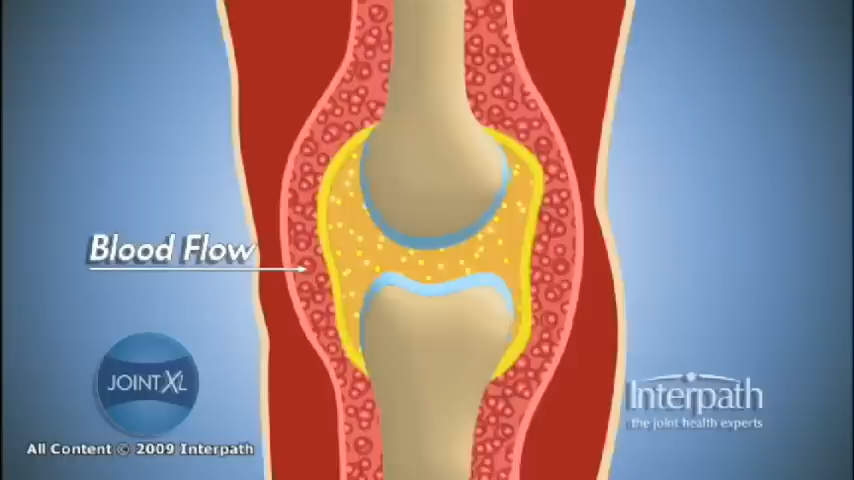 Blood Flow
JOINT XL
All Content © 2009 Interpath
Interpath
the joint health experts